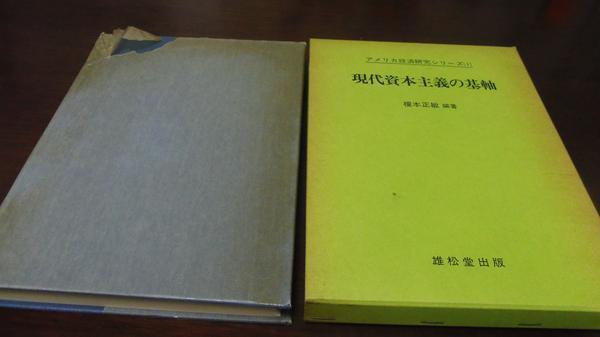 アメリカ経済研究シリーズ(1)
現代資本主義の基軸
榎本正敏 編著
雄松堂出版